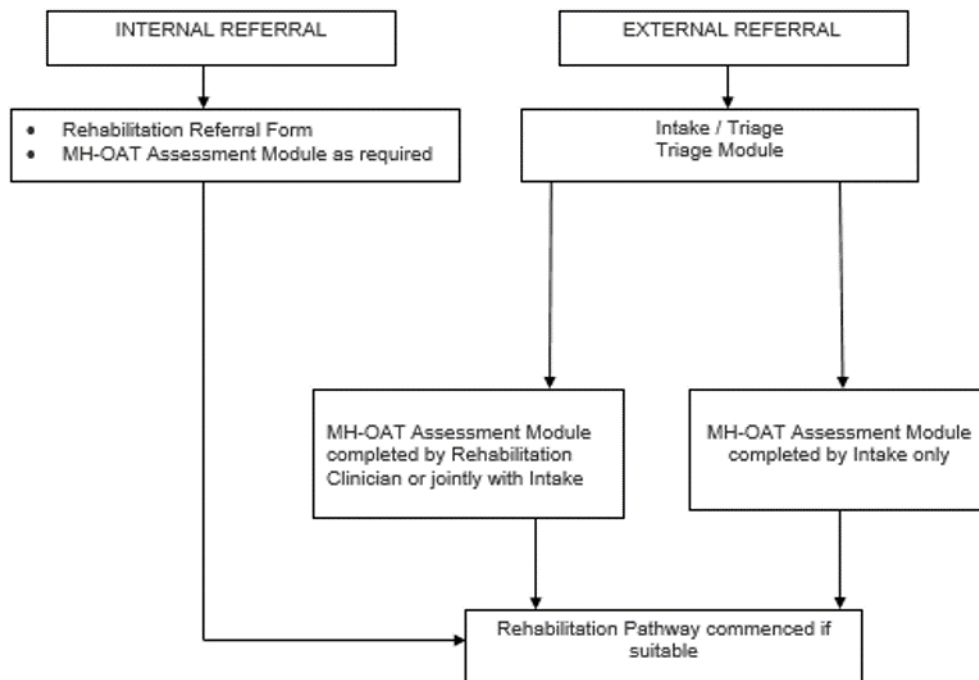 INTERNAL REFERRAL
EXTERNAL REFERRAL
• Rehabilitation Referral Form
• MH-OAT Assessment Module as required
Intake / Triage
Triage Module
MH-OAT Assessment Module
completed by Rehabilitation
Clinician or jointly with Intake
MH-OAT Assessment Module
completed by Intake only
Rehabilitation Pathway commenced if
suitable